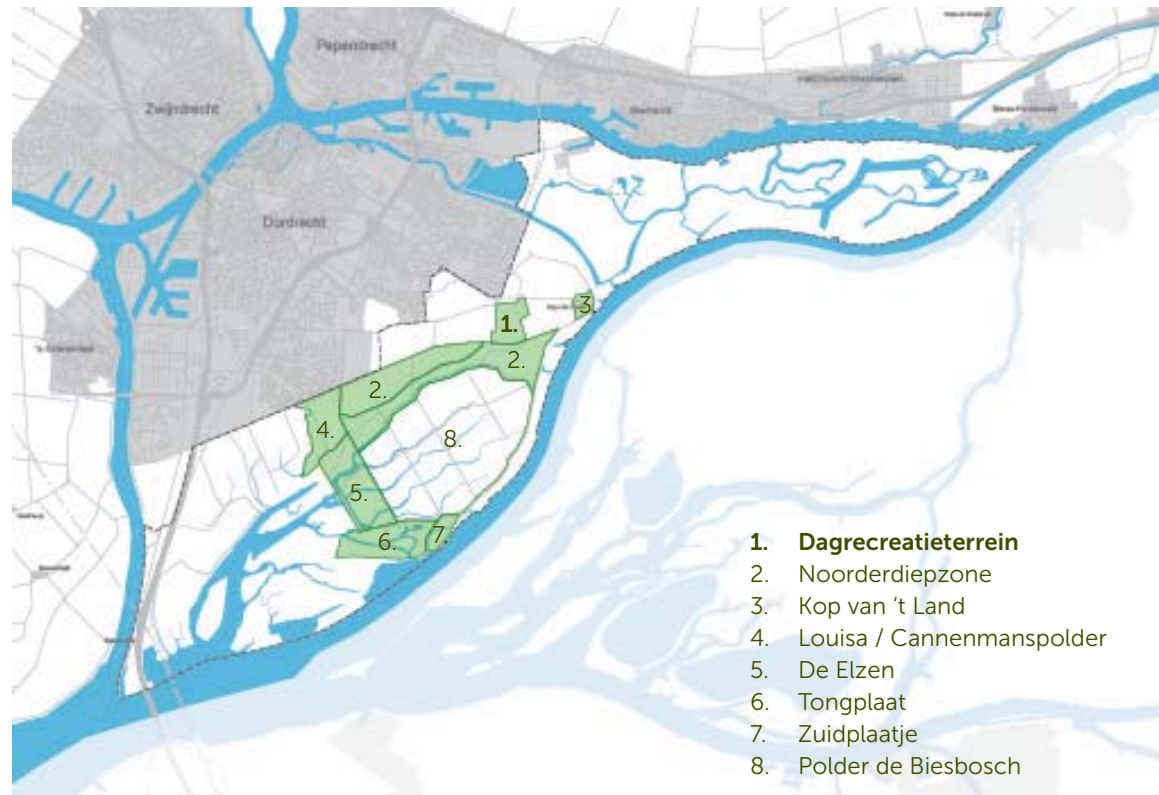 Papendrecht
Zwijndrecht
Sliedrecht
Dordrecht
3.
1.
2.
2.
4.
8.
5.
6.
7.
1. Dagrecreatieterrein
2. Noorderdiepzone
3. Kop van ‘t Land
4. Louisa / Cannenmanspolder
5. De Elzen
6. Tongplaat
7. Zuidplaatje
8. Polder de Biesbosch